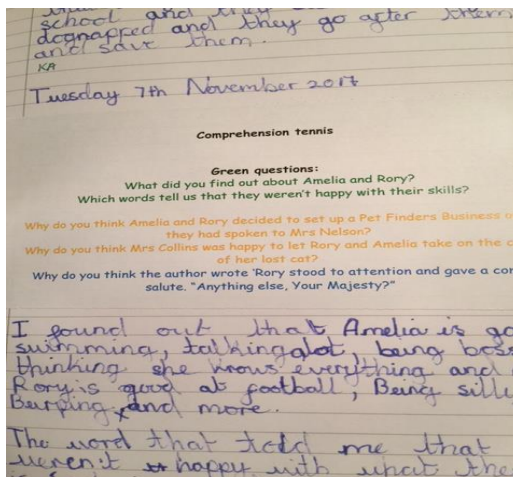 school and they
dognapped and they go after them
and save them.
KA
Tuesday 7th November 2017
Comprehension tennis
Green questions:
What did you find out about Amelia and Rory?
Which words tell us that they weren't happy with their skills?
Why do you think Amelia and Rory decided to set up a Pet Finders Business
they had spoken to Mrs Nelson?
Why do you think Mrs Collins was happy to let Rory and Amelia take on the
of her lost cat?
Why do you think the author wrote 'Rory stood to attention and gave a
salute. "Anything else, Your Majesty?"
I found out that Amelia is
swimming, talking alot, being
thinking she knows everything and
Rory is good at football, Being
Burping, and more..
The word that told me that
weren't happy with what